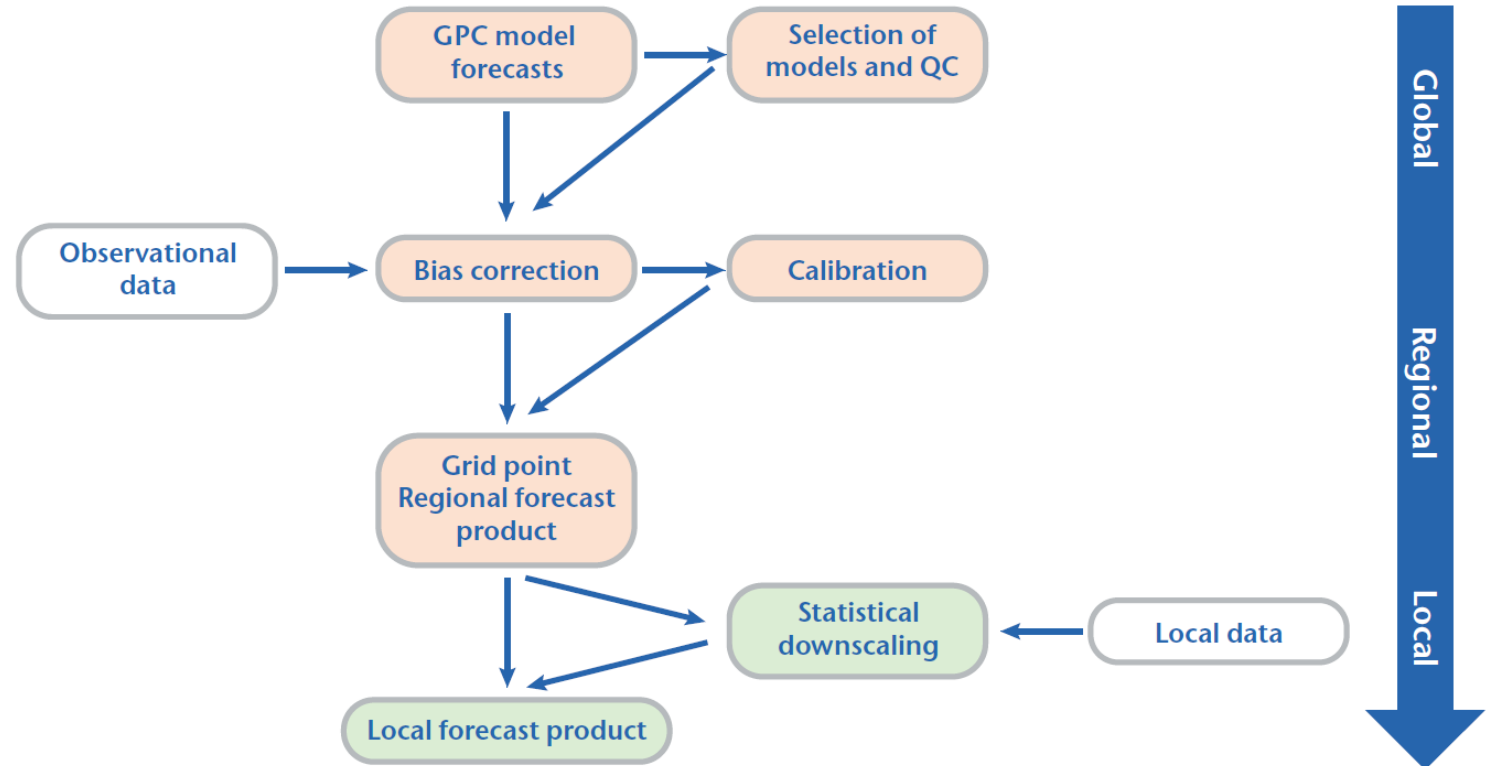 GPC model
forecasts
Selection of
models and QC
Global
Observational
data
Bias correction
Calibration
Regional
Grid point
Regional forecast
product
Statistical
downscaling
Local data
Local
Local forecast product